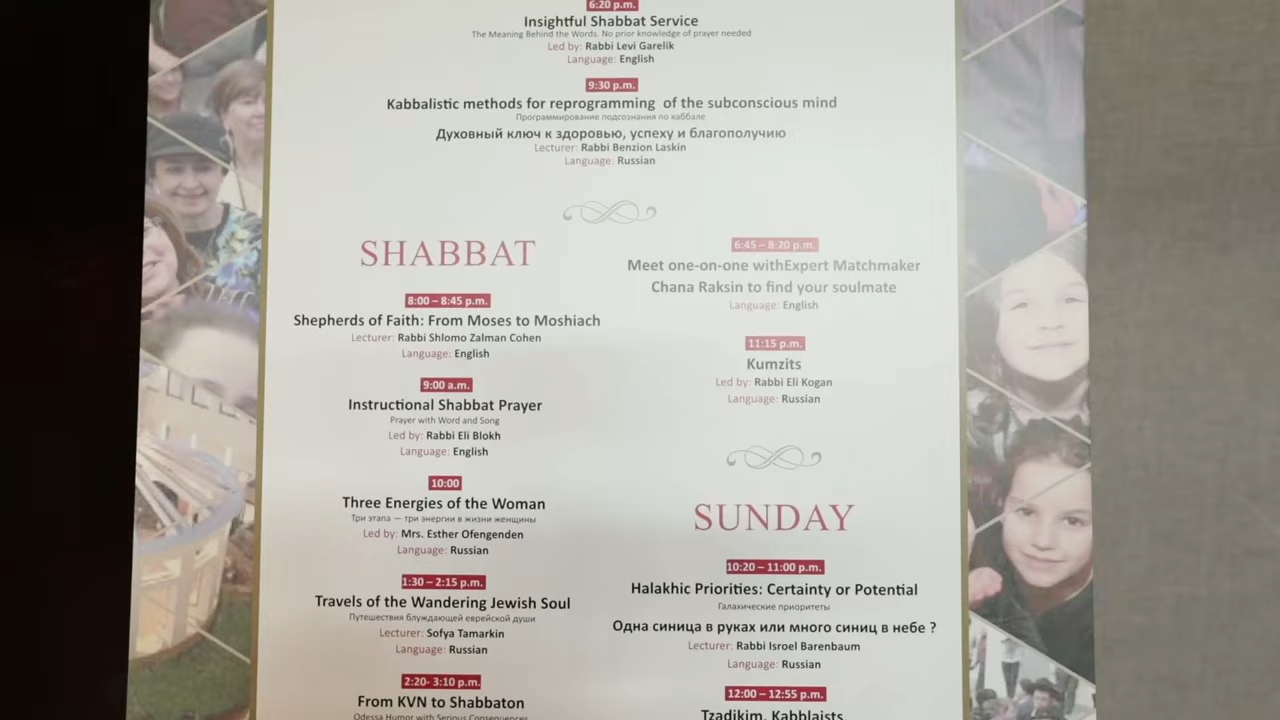 6:20 p.m.
Insightful Shabbat Service
The Meaning Behind the Words. No prior knowledge of prayer needed
Led by: Rabbi Levi Garelik
Language: English
9:30 p.m.
Kabbalistic methods for reprogramming of the subconscious mind
Программирование подсознания по каббале
Духовный ключ к здоровью, успеху и благополучию
Lecturer: Rabbi Benzion Laskin
Language: Russian
SHABBAT
8:00 – 8:45 p.m.
Shepherds of Faith: From Moses to Moshiach
Lecturer: Rabbi Shlomo Zalman Cohen
Language: English
9:00 a.m.
Instructional Shabbat Prayer
Prayer with Word and Song
Led by: Rabbi Eli Blokh
Language: English
10:00
Three Energies of the Woman
Три этапа — три энергии в жизни женщины
Led by: Mrs. Esther Ofengenden
Language: Russian
1:30 – 2:15 p.m.
Travels of the Wandering Jewish Soul
Путешествия блуждающей еврейской души
Lecturer: Sofya Tamarkin
Language: Russian
2:20- 3:10 p.m.
From KVN to Shabbaton
Odessa Humor with Serious Consequences
6:45 – 8:20 p.m.
Meet one-on-one withExpert Matchmaker
Chana Raksin to find your soulmate
Language: English
11:15 p.m.
Kumzits
Led by: Rabbi Eli Kogan
Language: Russian
SUNDAY
10:20 – 11:00 p.m.
Halakhic Priorities: Certainty or Potential
Галахические приоритеты
Одна синица в руках или много синиц в небе ?
Lecturer: Rabbi Isroel Barenbaum
Language: Russian
12:00 – 12:55 p.m.
Tzadikim, Kabblaists